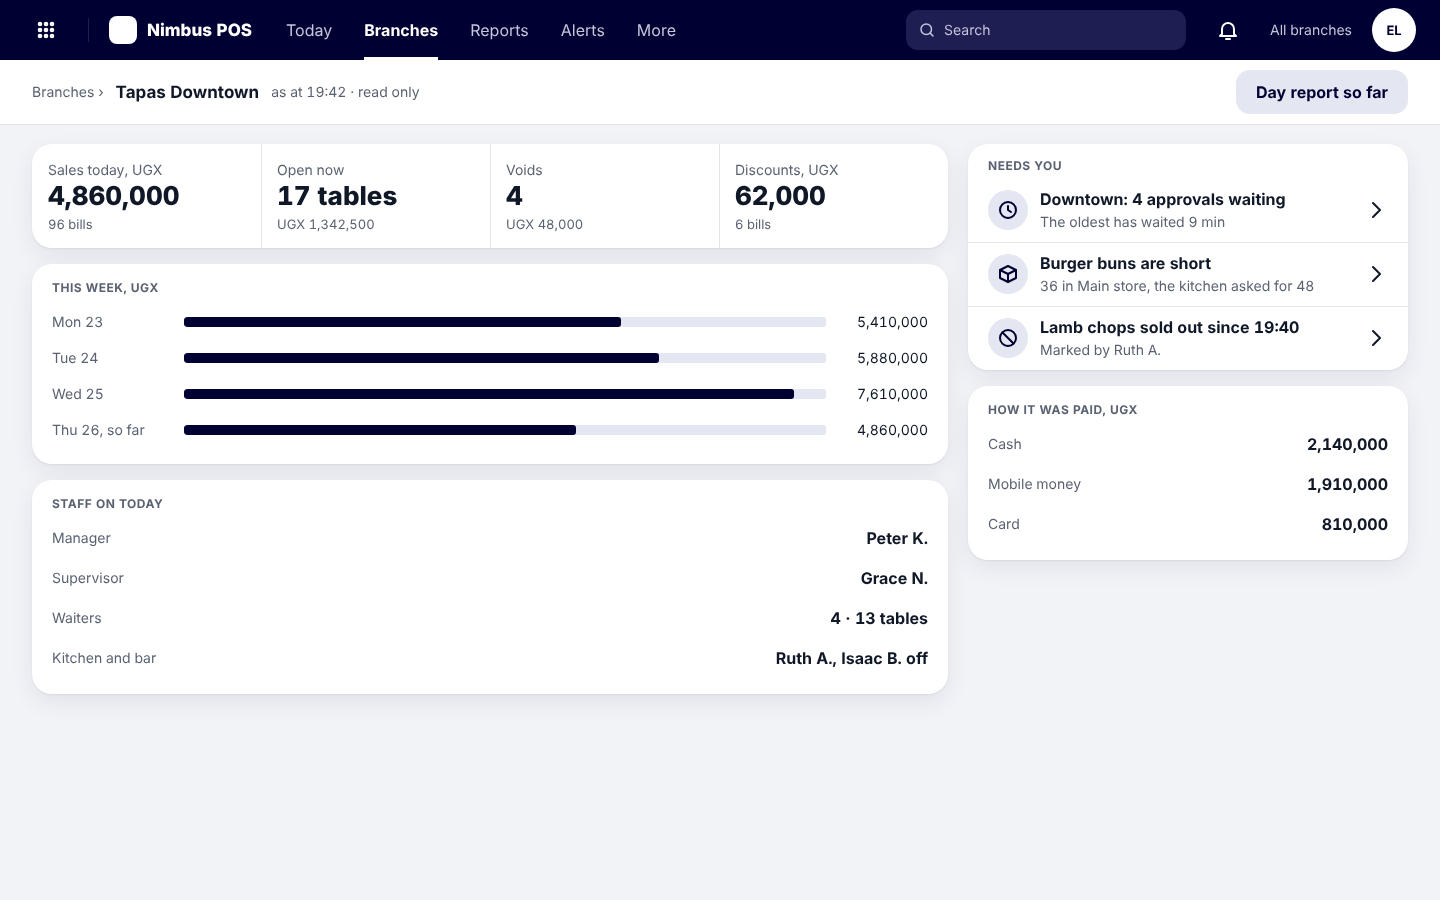 Nimbus POS
Today
Branches
Reports
Alerts
More
Search
All branches
EL
Branches ›
Tapas Downtown
as at 19:42 · read only
Day report so far
Sales today, UGX
4,860,000
96 bills
Open now
17 tables
UGX 1,342,500
Voids
4
UGX 48,000
Discounts, UGX
62,000
6 bills
THIS WEEK, UGX
Mon 23
5,410,000
Tue 24
5,880,000
Wed 25
7,610,000
Thu 26, so far
4,860,000
STAFF ON TODAY
Manager
Peter K.
Supervisor
Grace N.
Waiters
4 · 13 tables
Kitchen and bar
Ruth A., Isaac B. off
NEEDS YOU
Downtown: 4 approvals waiting
The oldest has waited 9 min
Burger buns are short
36 in Main store, the kitchen asked for 48
Lamb chops sold out since 19:40
Marked by Ruth A.
HOW IT WAS PAID, UGX
Cash
2,140,000
Mobile money
1,910,000
Card
810,000